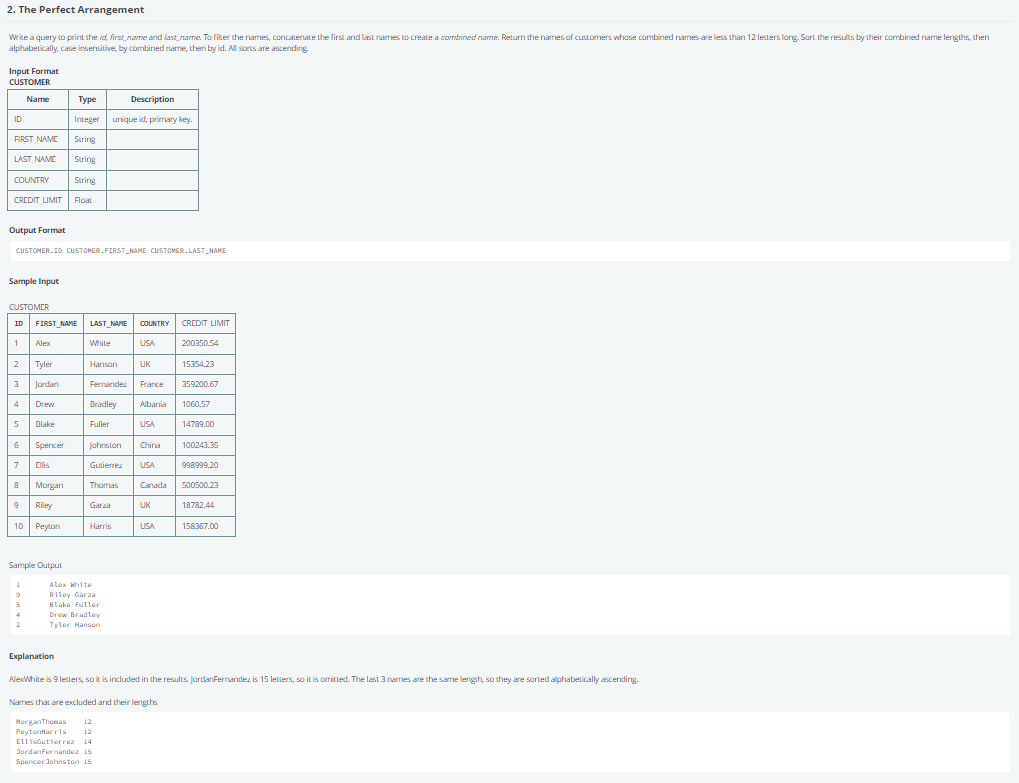 2. The Perfect Arrangement
Write a query to print the id, first_name and last_name. To filter the names, concatenate the first and last names to create a combined name. Return the names of customers whose combined names are less than 12 letters long. Sort the results by their combined name lengths, then
alphabetically, case insensitive, by combined name, then by id. All sorts are ascending.
Input Format
CUSTOMER
Name Type Description
ID Integer unique id, primary key.
FIRST_NAME String
LAST_NAME String
COUNTRY String
CREDIT_LIMIT Float
Output Format
CUSTOMER.ID CUSTOMER.FIRST_NAME CUSTOMER.LAST_NAME
Sample Input
CUSTOMER
ID FIRST_NAME LAST_NAME COUNTRY CREDIT_LIMIT
1 Alex White USA 200350.54
2 Tyler Hanson UK 15354.23
3 Jordan Fernandez France 359200.67
4 Drew Bradley Albania 1060.57
5 Blake Fuller USA 14789.00
6 Spencer Johnston China 100243.35
7 Ellis Gutierrez USA 998999.20
8 Morgan Thomas Canada 500500.23
9 Riley Garza UK 18782.44
10 Peyton Harris USA 158367.00
Sample Output
1 Alex White
9 Riley Garza
5 Blake Fuller
4 Drew Bradley
2 Tyler Hanson
Explanation
AlexWhite is 9 letters, so it is included in the results. JordanFernandez is 15 letters, so it is omitted. The last 3 names are the same length, so they are sorted alphabetically ascending.
Names that are excluded and their lengths
MorganThomas 12
PeytonHarris 12
EllisGutierrez 14
JordanFernandez 15
SpencerJohnston 15